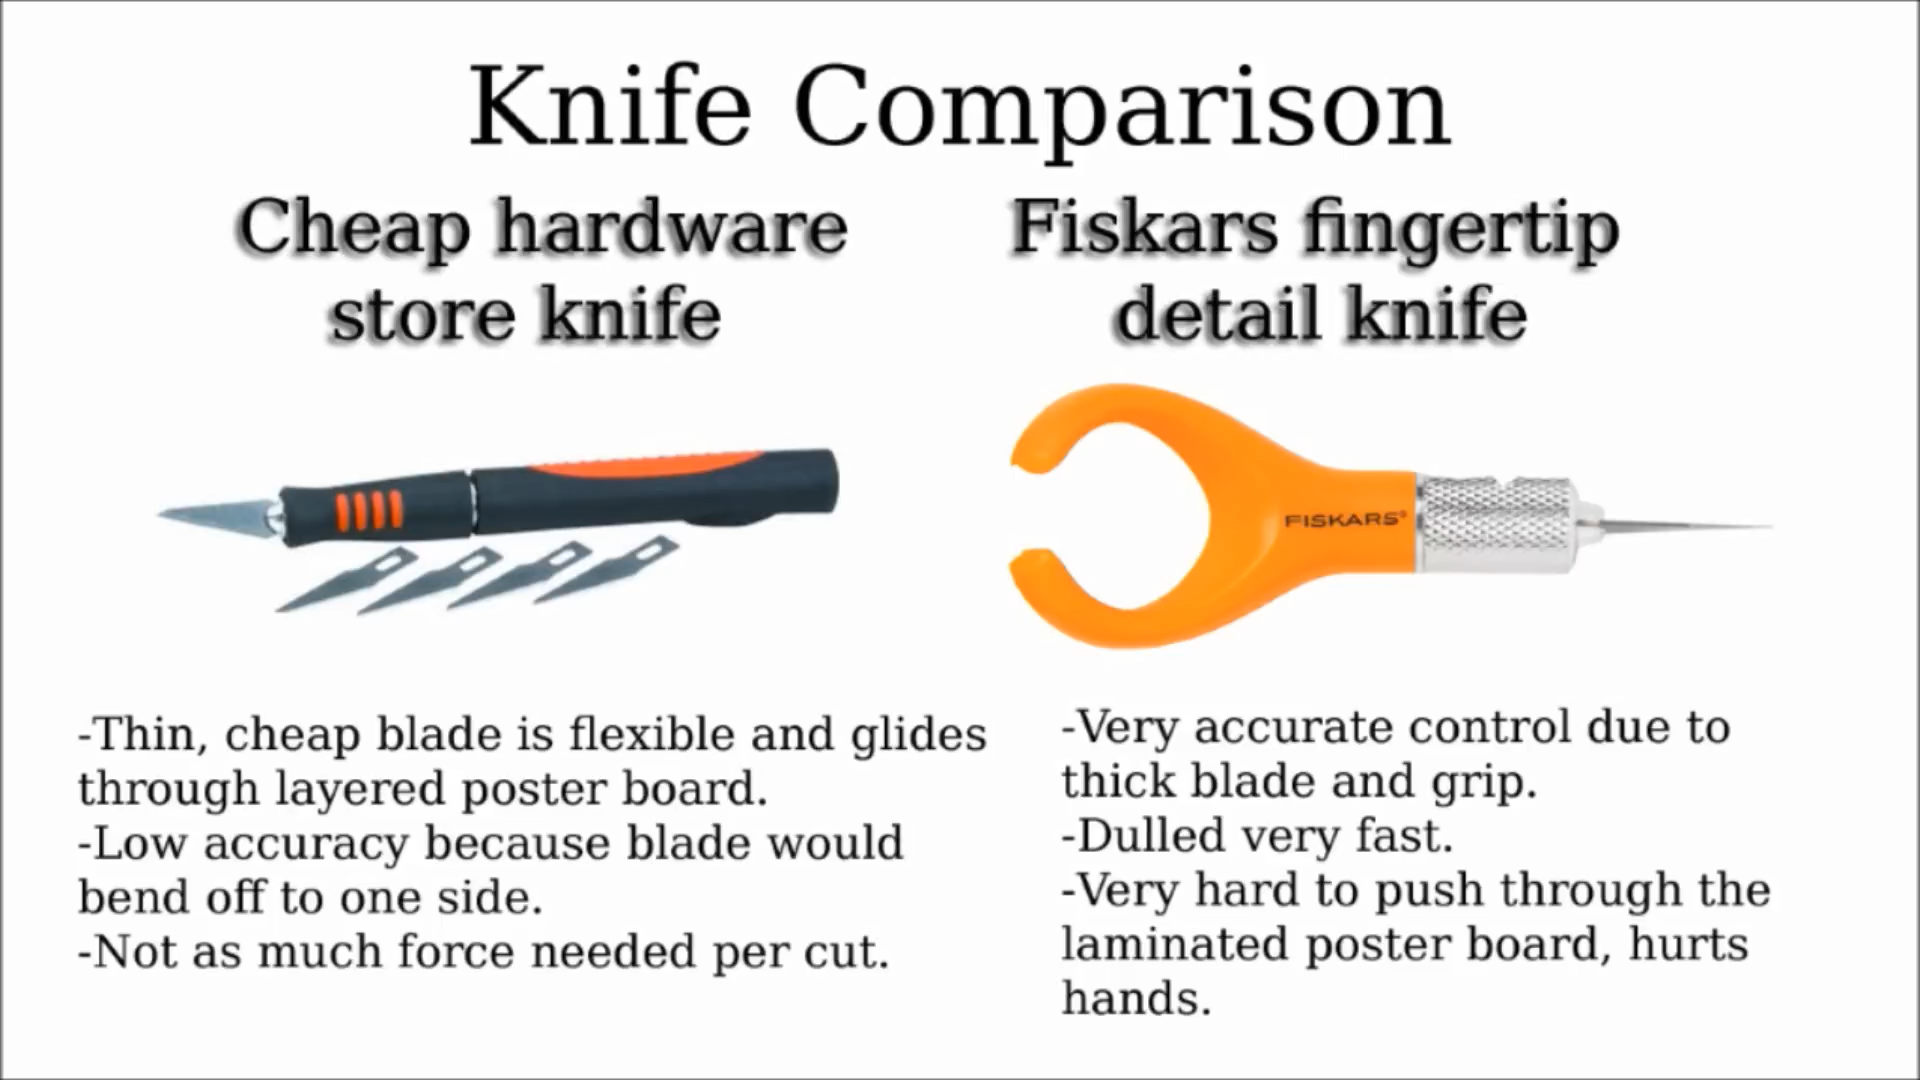 Knife Comparison
Cheap hardware
store knife
Fiskars fingertip
detail knife
FISKARS®
-Thin, cheap blade is flexible and glides
through layered poster board.
-Low accuracy because blade would
bend off to one side.
-Not as much force needed per cut.
-Very accurate control due to
thick blade and grip.
-Dulled very fast.
-Very hard to push through the
laminated poster board, hurts
hands.